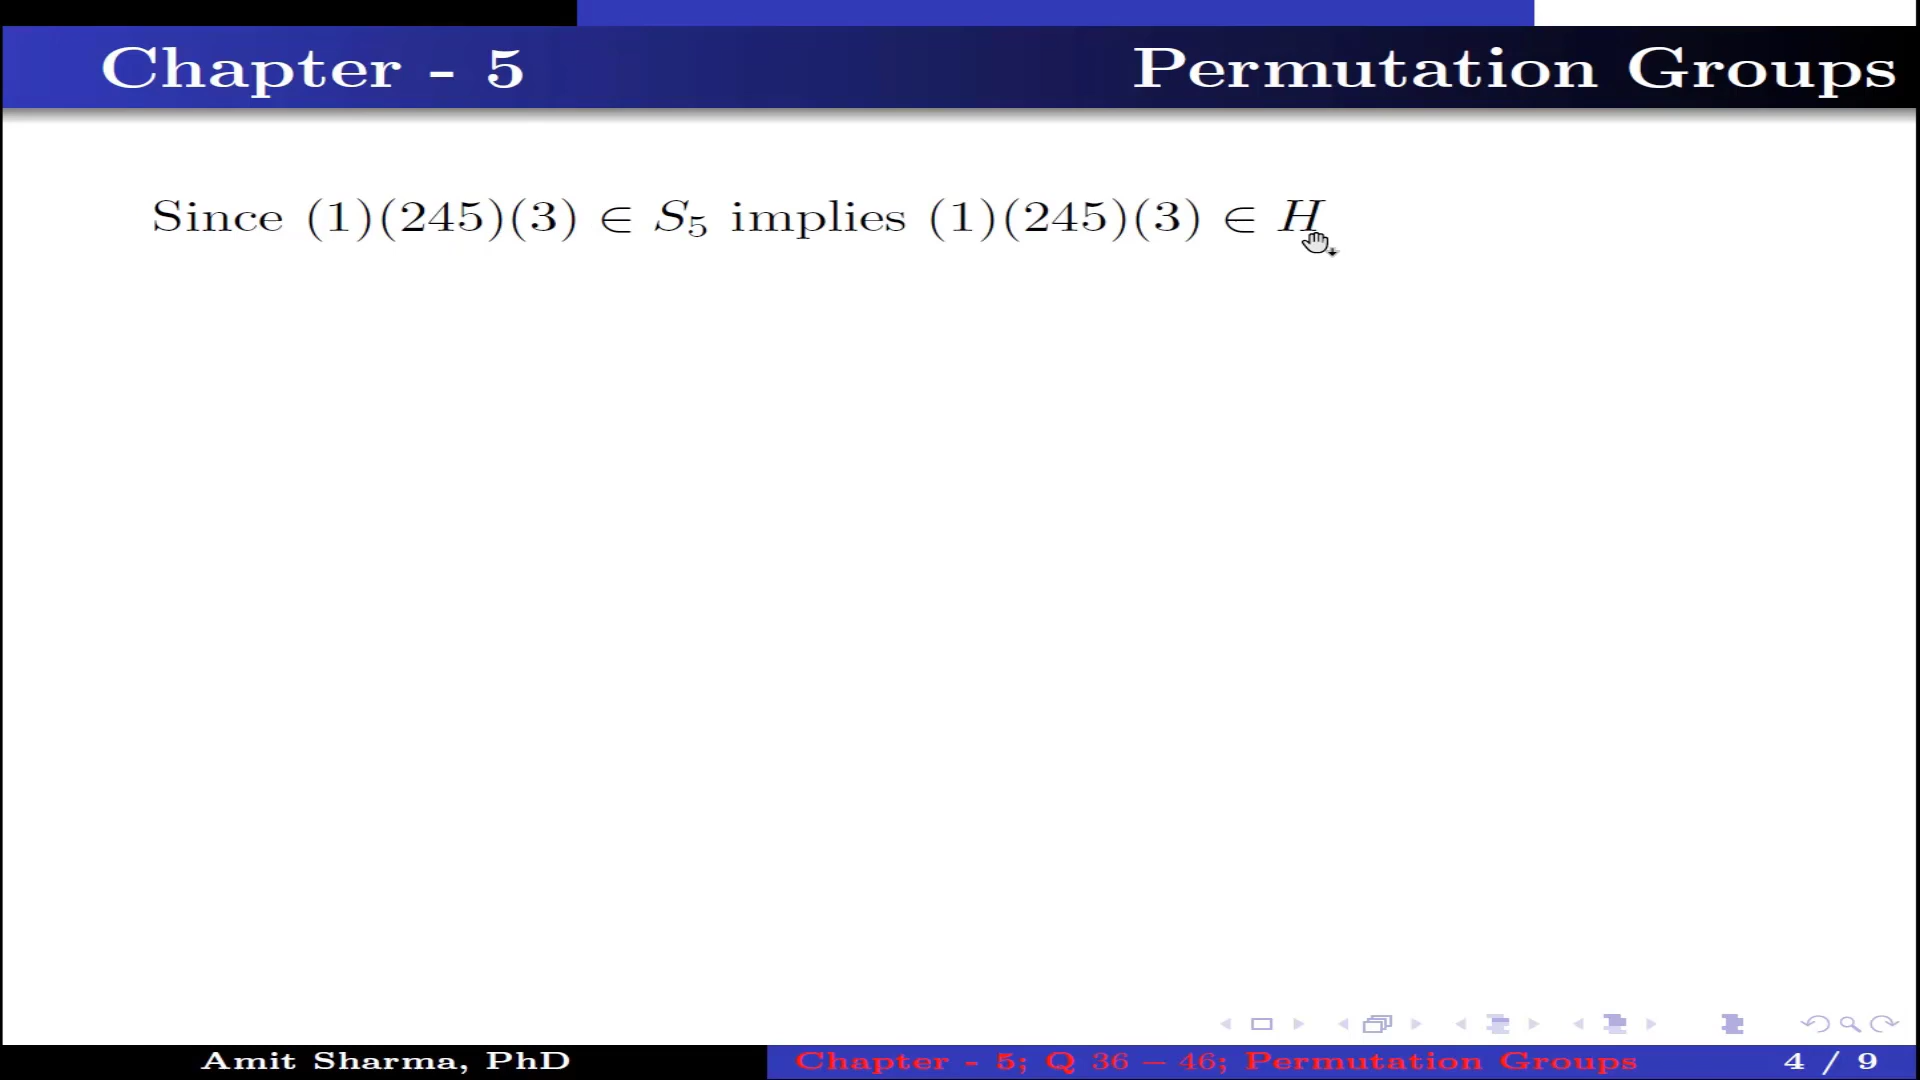 Chapter - 5 Permutation Groups
Since (1)(245)(3) ∈ S₅ implies (1)(245)(3) ∈ H
Amit Sharma, PhD Chapter - 5; Q 36 – 46; Permutation Groups 4 / 9